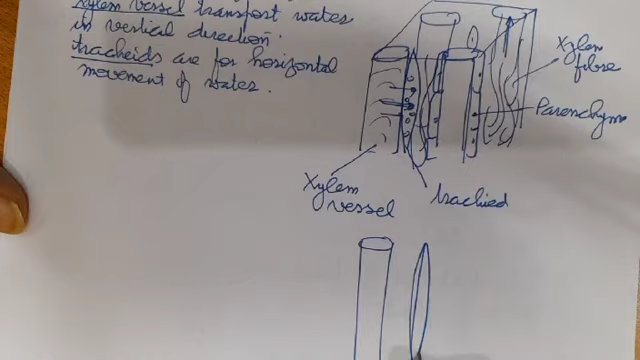 xylem vessel transport water
in vertical direction.
tracheids are for horizontal
movement of water.
Xylem
fibre
Parenchyma
Xylem
vessel
trachied